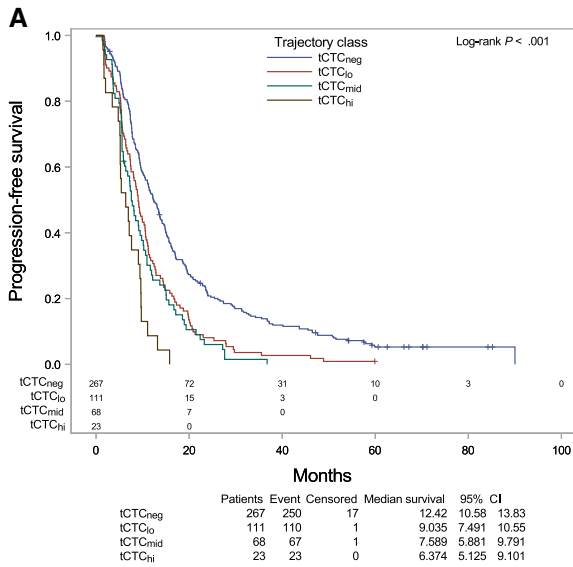 A
Trajectory class
tCTCneg
tCTClo
tCTCmid
tCTChi
Log-rank P < .001
Progression-free survival
1.0
0.8
0.6
0.4
0.2
0.0
tCTCneg 267 72 31 10 3 0
tCTClo 111 15 3 0
tCTCmid 68 7 0
tCTChi 23 0
0 20 40 60 80 100
Months
Patients Event Censored Median survival 95% CI
tCTCneg 267 250 17 12.42 10.58 13.83
tCTClo 111 110 1 9.035 7.491 10.55
tCTCmid 68 67 1 7.589 5.881 9.791
tCTChi 23 23 0 6.374 5.125 9.101